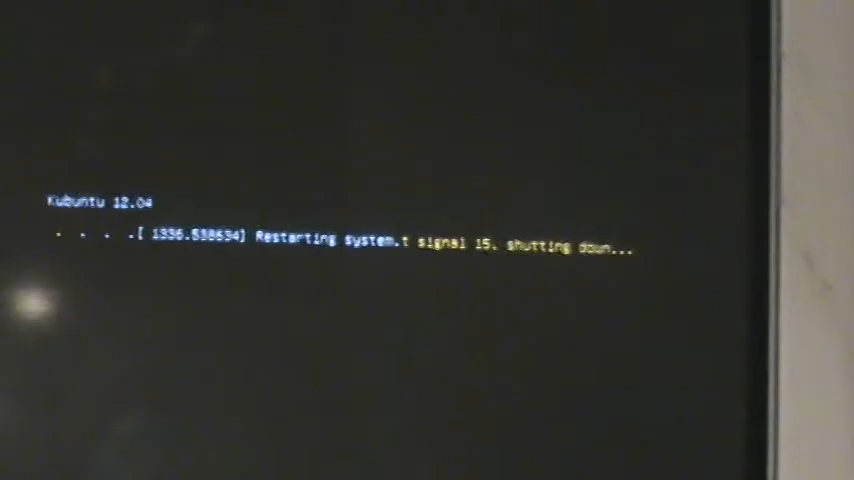 Kubuntu 12.04
. . . .[ 1336.538634] Restarting system.t signal 15, shutting down...